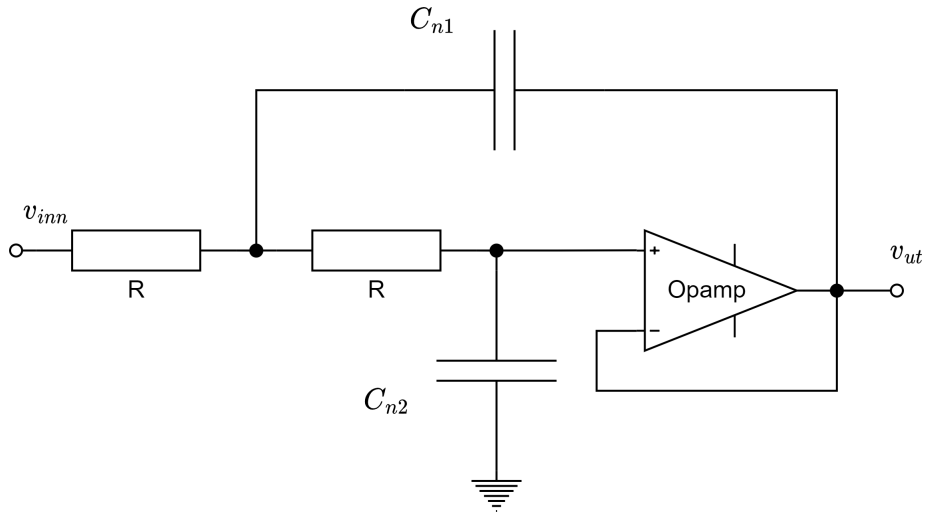 C_{n1}
v_{inn}
R
R
+
Opamp
−
v_{ut}
C_{n2}